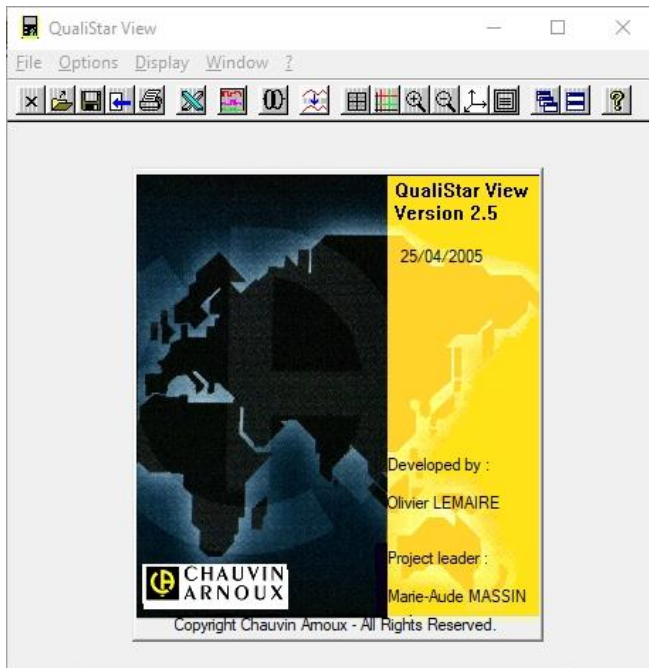 QualiStar View
File Options Display Window ?
QualiStar View
Version 2.5
25/04/2005
Developed by :
Olivier LEMAIRE
Project leader :
Marie-Aude MASSIN
CHAUVIN
ARNOUX
Copyright Chauvin Arnoux - All Rights Reserved.